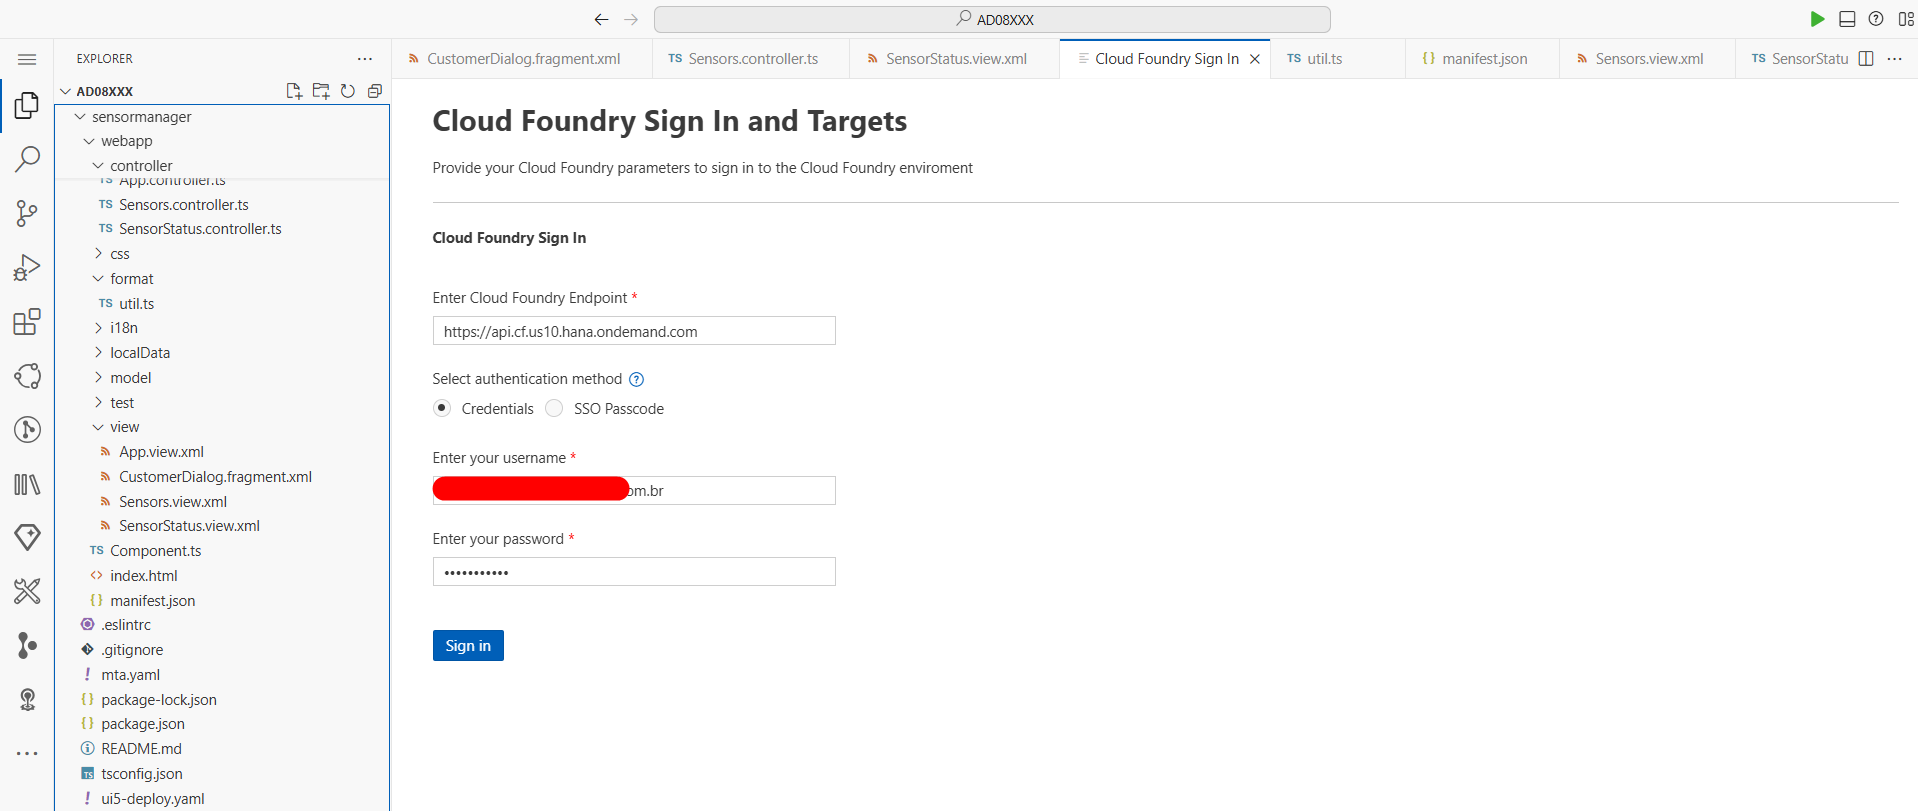 AD08XXX
EXPLORER
CustomerDialog.fragment.xml
TS Sensors.controller.ts
SensorStatus.view.xml
Cloud Foundry Sign In
TS util.ts
{} manifest.json
Sensors.view.xml
TS SensorStatu
AD08XXX
sensormanager
webapp
controller
TS App.controller.ts
TS Sensors.controller.ts
TS SensorStatus.controller.ts
css
format
TS util.ts
i18n
localData
model
test
view
App.view.xml
CustomerDialog.fragment.xml
Sensors.view.xml
SensorStatus.view.xml
TS Component.ts
<> index.html
{} manifest.json
.eslintrc
.gitignore
! mta.yaml
{} package-lock.json
{} package.json
README.md
TS tsconfig.json
! ui5-deploy.yaml
Cloud Foundry Sign In and Targets
Provide your Cloud Foundry parameters to sign in to the Cloud Foundry enviroment
Cloud Foundry Sign In
Enter Cloud Foundry Endpoint *
https://api.cf.us10.hana.ondemand.com
Select authentication method ?
Credentials SSO Passcode
Enter your username *
om.br
Enter your password *
•••••••••••
Sign in